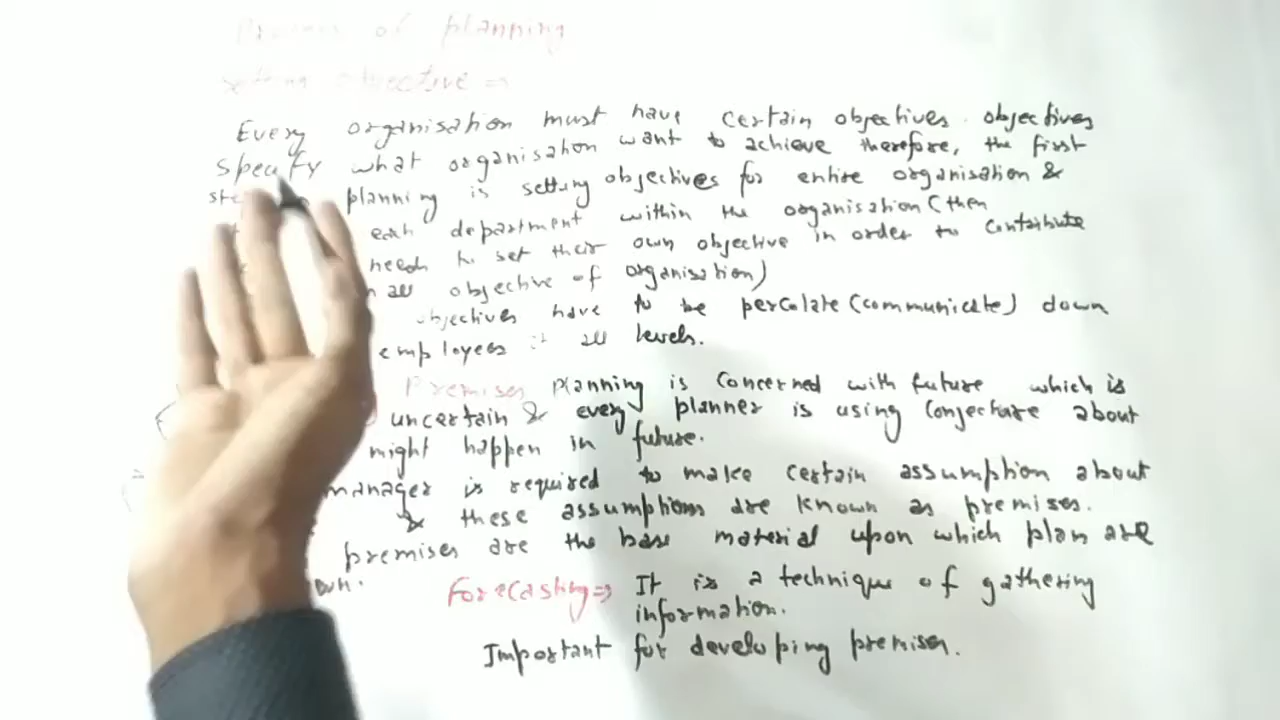 Process of planning
Setting objective ⇒
Every organisation must have certain objectives. objectives
Specify what organisation want to achieve therefore, the first
planning is setting objectives for entire organisation &
each department within the organisation (then
need to set their own objective in order to contribute
all objective of organisation)
objectives have to be percolate (communicate) down
employees at all levels.
Premises planning is concerned with future which is
uncertain & every planner is using Conjecture about
might happen in future.
manager is required to make certain assumption about
& these assumptions are known as premises.
premises are the base material upon which plan are
Forecasting ⇒ It is a technique of gathering
information.
Important for developing premises.